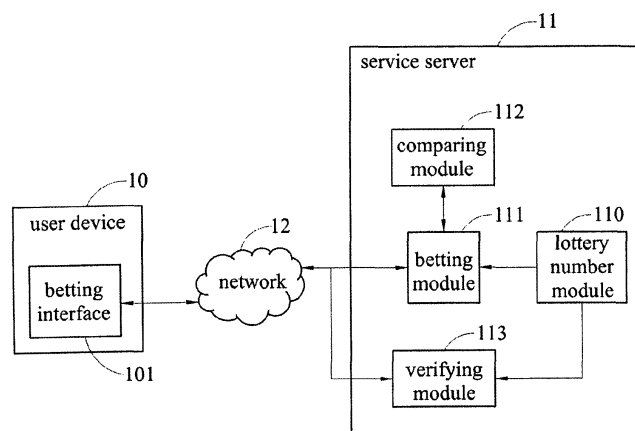 11
service server
112
comparing
module
10
user device
12
111
110
betting
interface
network
betting
module
lottery
number
module
113
101
verifying
module